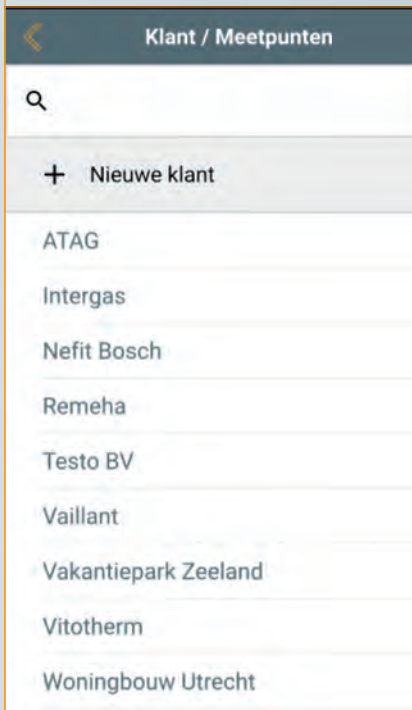 Klant / Meetpunten
Nieuwe klant
ATAG
Intergas
Nefit Bosch
Remeha
Testo BV
Vaillant
Vakantiepark Zeeland
Vitotherm
Woningbouw Utrecht